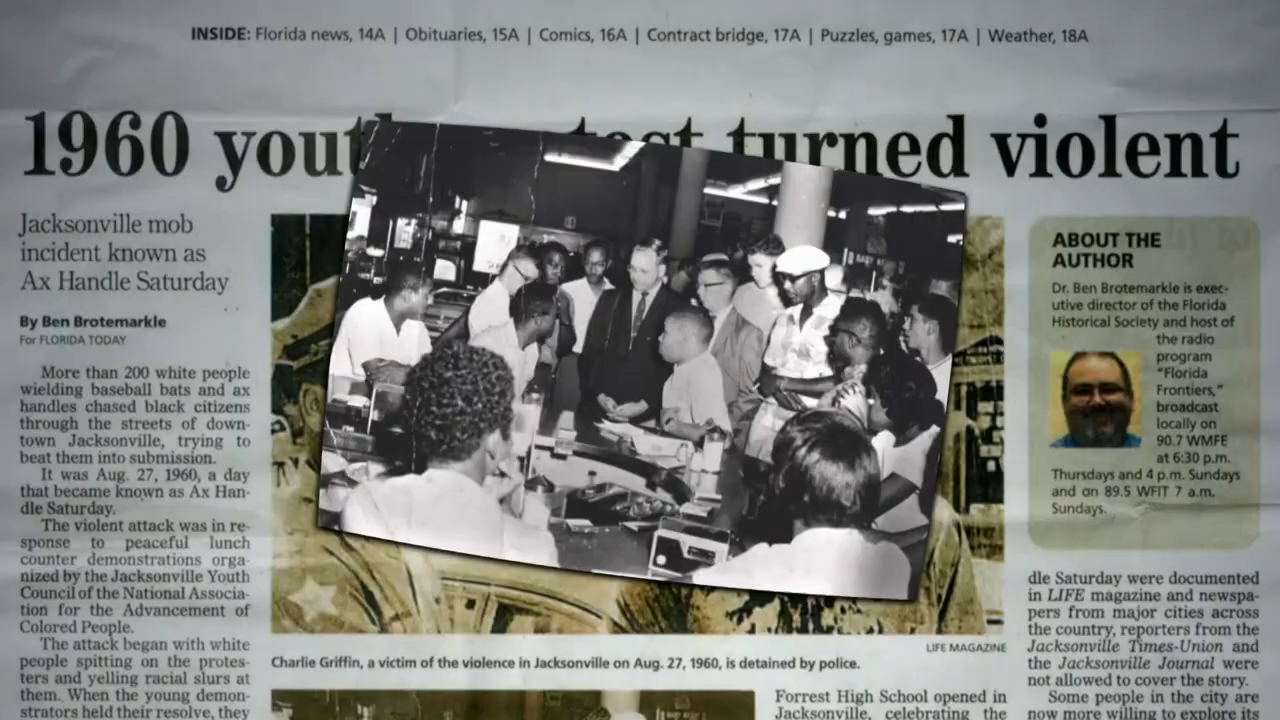 INSIDE: Florida news, 14A | Obituaries, 15A | Comics, 16A | Contract bridge, 17A | Puzzles, games, 17A | Weather, 18A
1960 turned violent
Jacksonville mob
incident known as
Ax Handle Saturday
By Ben Brotemarkle
For FLORIDA TODAY
More than 200 white people
wielding baseball bats and ax
handles chased black citizens
through the streets of down-
town Jacksonville, trying to
beat them into submission.
It was Aug. 27, 1960, a day
that became known as Ax Han-
dle Saturday.
The violent attack was in re-
sponse to peaceful lunch
counter demonstrations orga-
nized by the Jacksonville Youth
Council of the National Associa-
tion for the Advancement of
Colored People.
The attack began with white
people spitting on the protes-
ters and yelling racial slurs at
them. When the young demon-
strators held their resolve, they
LIFE MAGAZINE
Charlie Griffin, a victim of the violence in Jacksonville on Aug. 27, 1960, is detained by police.
Forrest High School opened in
Jacksonville, celebrating the
ABOUT THE
AUTHOR
Dr. Ben Brotemarkle is exec-
utive director of the Florida
Historical Society and host of
the radio
program
"Florida
Frontiers,"
broadcast
locally on
90.7 WMFE
at 6:30 p.m.
Thursdays and 4 p.m. Sundays
and on 89.5 WFIT 7 a.m.
Sundays.
dle Saturday were documented
in LIFE magazine and newspa-
pers from major cities across
the country, reporters from the
Jacksonville Times-Union and
the Jacksonville Journal were
not allowed to cover the story.
Some people in the city are
now more willing to explore its